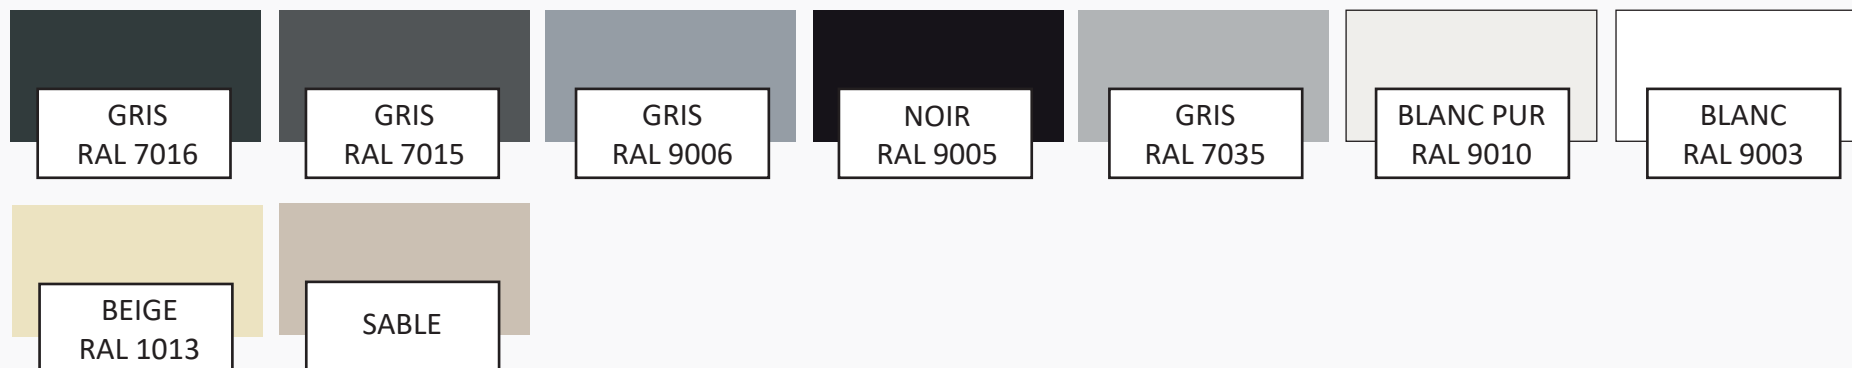 GRIS
RAL 7016
GRIS
RAL 7015
GRIS
RAL 9006
NOIR
RAL 9005
GRIS
RAL 7035
BLANC PUR
RAL 9010
BLANC
RAL 9003
BEIGE
RAL 1013
SABLE